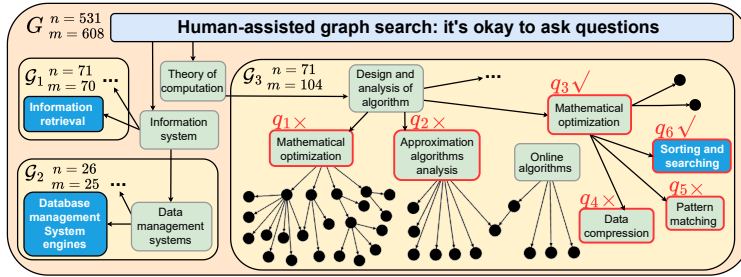 G n = 531
m = 608
Human-assisted graph search: it's okay to ask questions
𝒢₁ n = 71
m = 70
...
Information
retrieval
Theory of
computation
Information
system
𝒢₂ n = 26
m = 25
...
Database
management
System
engines
Data
management
systems
𝒢₃ n = 71
m = 104
Design and
analysis of
algorithm
...
q₁ ×
Mathematical
optimization
q₂ ×
Approximation
algorithms
analysis
Online
algorithms
q₃ √
Mathematical
optimization
q₆ √
Sorting and
searching
q₄ ×
Data
compression
q₅ ×
Pattern
matching